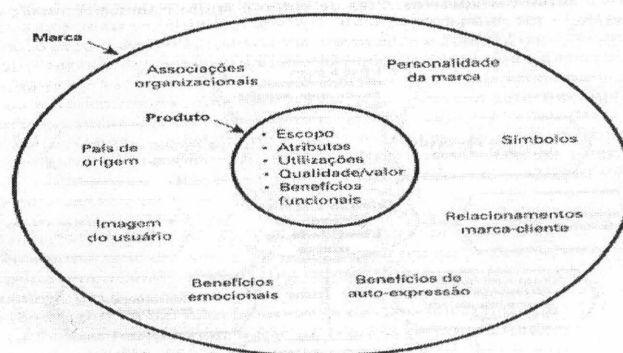 Marca
Associações
organizacionais
Personalidade
da marca
Produto
• Escopo
• Atributos
• Utilizações
• Qualidade/valor
• Benefícios
funcionais
País de
origem
Símbolos
Imagem
do usuário
Relacionamentos
marca-cliente
Benefícios
emocionais
Benefícios de
auto-expressão